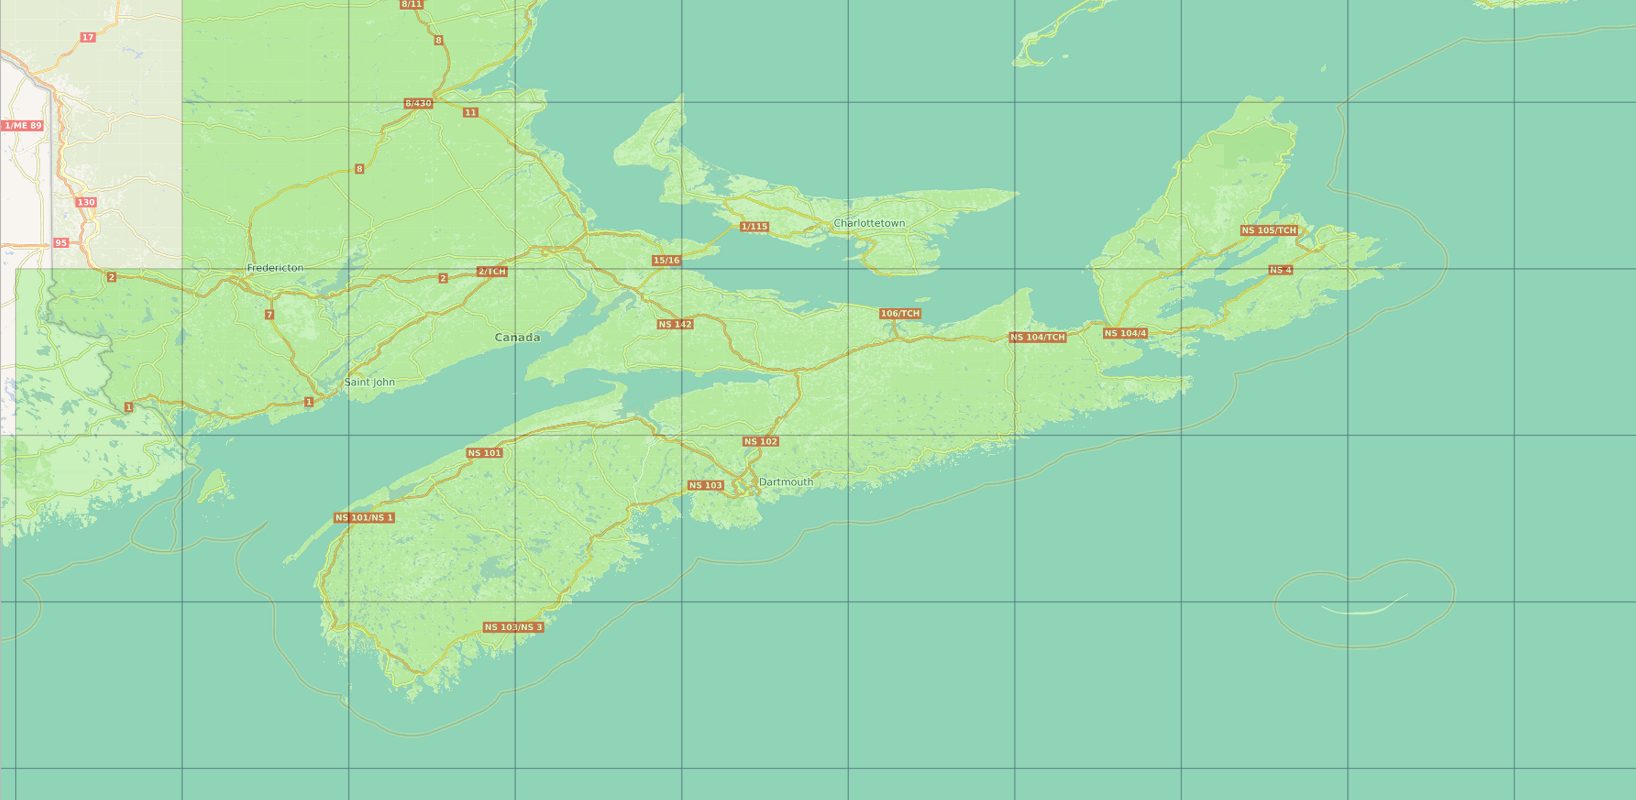 8/11
17
8
8/430
11
1/ME 89
8
130
Charlottetown
1/115
NS 105/TCH
95
15/16
Fredericton
2/TCH
NS 4
2
2
7
106/TCH
NS 142
NS 104/4
Canada
NS 104/TCH
Saint John
1
1
NS 102
NS 101
Dartmouth
NS 103
NS 101/NS 1
NS 103/NS 3